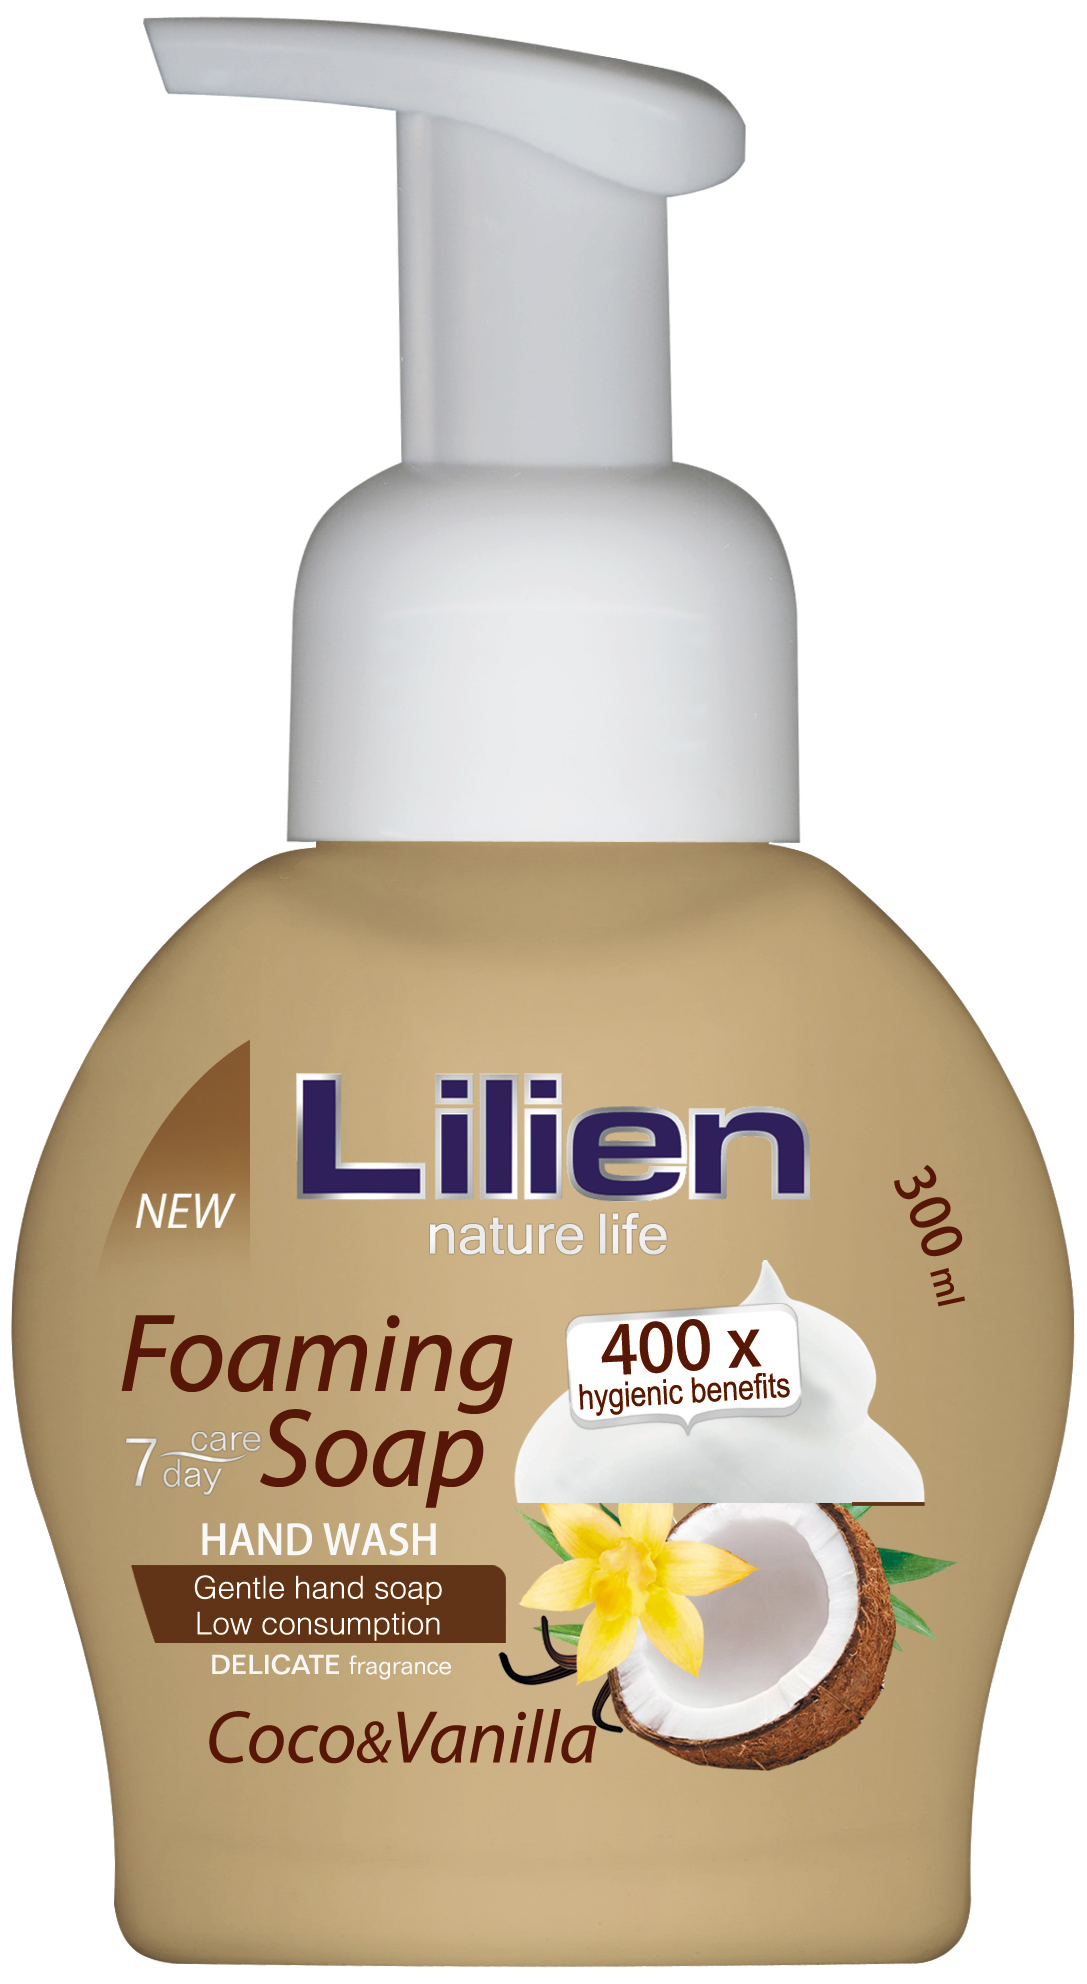 Lilien
nature life
NEW
300 ml
Foaming
Soap
7 day care
400 x
hygienic benefits
HAND WASH
Gentle hand soap
Low consumption
DELICATE fragrance
Coco&Vanilla